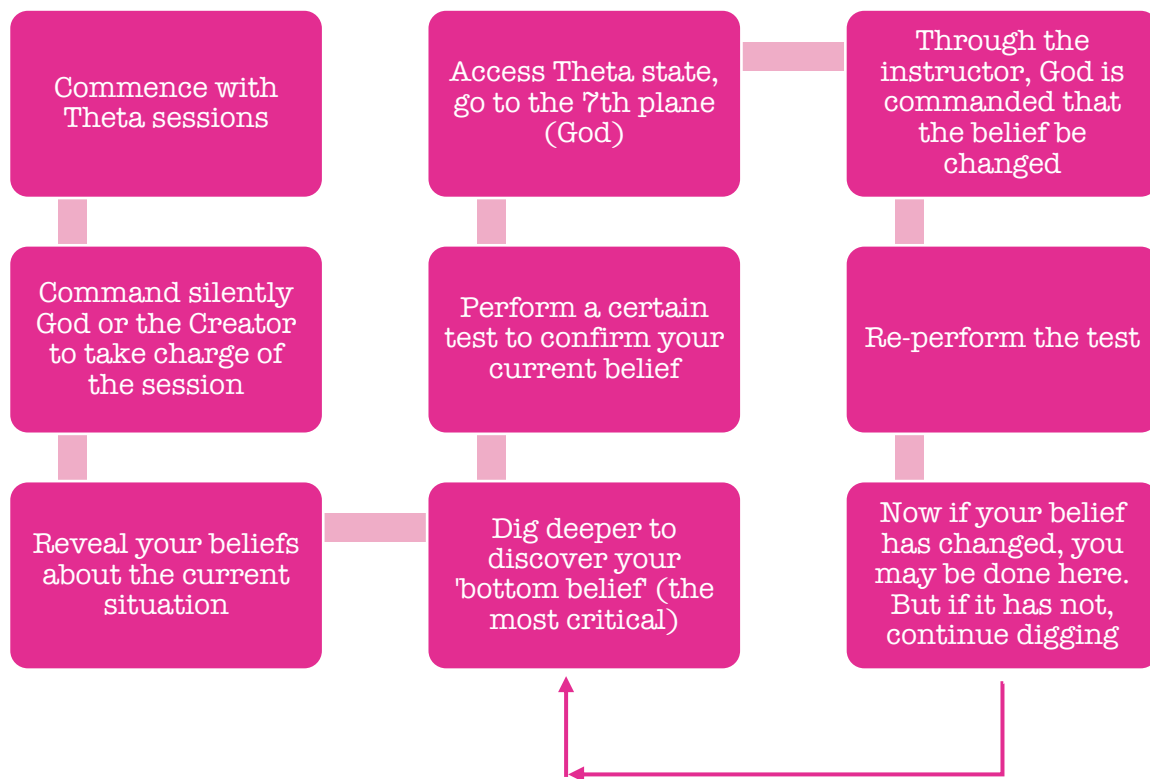 Commence with
Theta sessions
Command silently
God or the Creator
to take charge of
the session
Reveal your beliefs
about the current
situation
Dig deeper to
discover your
'bottom belief' (the
most critical)
Perform a certain
test to confirm your
current belief
Access Theta state,
go to the 7th plane
(God)
Through the
instructor, God is
commanded that
the belief be
changed
Re-perform the test
Now if your belief
has changed, you
may be done here.
But if it has not,
continue digging